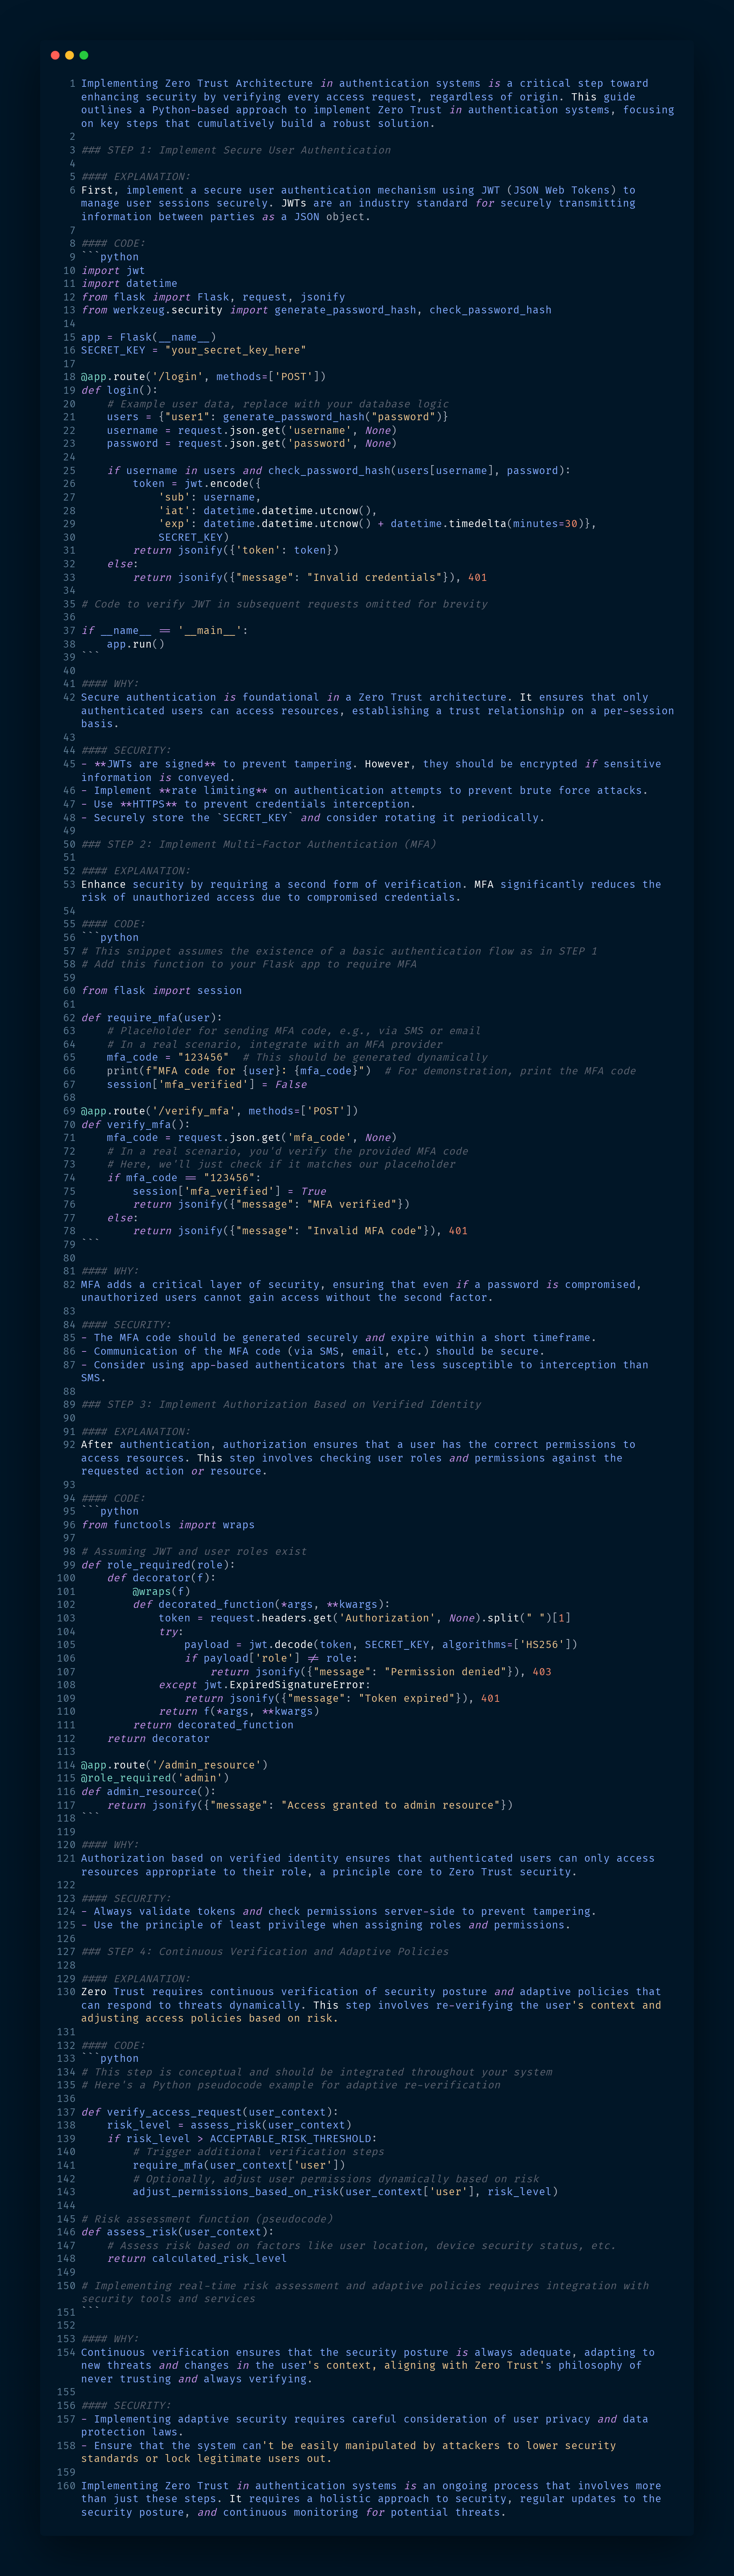 1 Implementing Zero Trust Architecture in authentication systems is a critical step toward
enhancing security by verifying every access request, regardless of origin. This guide
outlines a Python-based approach to implement Zero Trust in authentication systems, focusing
on key steps that cumulatively build a robust solution.
2
3 ### STEP 1: Implement Secure User Authentication
4
5 #### EXPLANATION:
6 First, implement a secure user authentication mechanism using JWT (JSON Web Tokens) to
manage user sessions securely. JWTs are an industry standard for securely transmitting
information between parties as a JSON object.
7
8 #### CODE:
9 ```python
10 import jwt
11 import datetime
12 from flask import Flask, request, jsonify
13 from werkzeug.security import generate_password_hash, check_password_hash
14
15 app = Flask(__name__)
16 SECRET_KEY = "your_secret_key_here"
17
18 @app.route('/login', methods=['POST'])
19 def login():
20     # Example user data, replace with your database logic
21     users = {"user1": generate_password_hash("password")}
22     username = request.json.get('username', None)
23     password = request.json.get('password', None)
24
25     if username in users and check_password_hash(users[username], password):
26         token = jwt.encode({
27             'sub': username,
28             'iat': datetime.datetime.utcnow(),
29             'exp': datetime.datetime.utcnow() + datetime.timedelta(minutes=30)},
30             SECRET_KEY)
31         return jsonify({'token': token})
32     else:
33         return jsonify({"message": "Invalid credentials"}), 401
34
35 # Code to verify JWT in subsequent requests omitted for brevity
36
37 if __name__ == '__main__':
38     app.run()
39 ```
40
41 #### WHY:
42 Secure authentication is foundational in a Zero Trust architecture. It ensures that only
authenticated users can access resources, establishing a trust relationship on a per-session
basis.
43
44 #### SECURITY:
45 - **JWTs are signed** to prevent tampering. However, they should be encrypted if sensitive
information is conveyed.
46 - Implement **rate limiting** on authentication attempts to prevent brute force attacks.
47 - Use **HTTPS** to prevent credentials interception.
48 - Securely store the `SECRET_KEY` and consider rotating it periodically.
49
50 ### STEP 2: Implement Multi-Factor Authentication (MFA)
51
52 #### EXPLANATION:
53 Enhance security by requiring a second form of verification. MFA significantly reduces the
risk of unauthorized access due to compromised credentials.
54
55 #### CODE:
56 ```python
57 # This snippet assumes the existence of a basic authentication flow as in STEP 1
58 # Add this function to your Flask app to require MFA
59
60 from flask import session
61
62 def require_mfa(user):
63     # Placeholder for sending MFA code, e.g., via SMS or email
64     # In a real scenario, integrate with an MFA provider
65     mfa_code = "123456"  # This should be generated dynamically
66     print(f"MFA code for {user}: {mfa_code}")  # For demonstration, print the MFA code
67     session['mfa_verified'] = False
68
69 @app.route('/verify_mfa', methods=['POST'])
70 def verify_mfa():
71     mfa_code = request.json.get('mfa_code', None)
72     # In a real scenario, you'd verify the provided MFA code
73     # Here, we'll just check if it matches our placeholder
74     if mfa_code == "123456":
75         session['mfa_verified'] = True
76         return jsonify({"message": "MFA verified"})
77     else:
78         return jsonify({"message": "Invalid MFA code"}), 401
79 ```
80
81 #### WHY:
82 MFA adds a critical layer of security, ensuring that even if a password is compromised,
unauthorized users cannot gain access without the second factor.
83
84 #### SECURITY:
85 - The MFA code should be generated securely and expire within a short timeframe.
86 - Communication of the MFA code (via SMS, email, etc.) should be secure.
87 - Consider using app-based authenticators that are less susceptible to interception than
SMS.
88
89 ### STEP 3: Implement Authorization Based on Verified Identity
90
91 #### EXPLANATION:
92 After authentication, authorization ensures that a user has the correct permissions to
access resources. This step involves checking user roles and permissions against the
requested action or resource.
93
94 #### CODE:
95 ```python
96 from functools import wraps
97
98 # Assuming JWT and user roles exist
99 def role_required(role):
100     def decorator(f):
101         @wraps(f)
102         def decorated_function(*args, **kwargs):
103             token = request.headers.get('Authorization', None).split(" ")[1]
104             try:
105                 payload = jwt.decode(token, SECRET_KEY, algorithms=['HS256'])
106                 if payload['role'] != role:
107                     return jsonify({"message": "Permission denied"}), 403
108             except jwt.ExpiredSignatureError:
109                 return jsonify({"message": "Token expired"}), 401
110             return f(*args, **kwargs)
111         return decorated_function
112     return decorator
113
114 @app.route('/admin_resource')
115 @role_required('admin')
116 def admin_resource():
117     return jsonify({"message": "Access granted to admin resource"})
118 ```
119
120 #### WHY:
121 Authorization based on verified identity ensures that authenticated users can only access
resources appropriate to their role, a principle core to Zero Trust security.
122
123 #### SECURITY:
124 - Always validate tokens and check permissions server-side to prevent tampering.
125 - Use the principle of least privilege when assigning roles and permissions.
126
127 ### STEP 4: Continuous Verification and Adaptive Policies
128
129 #### EXPLANATION:
130 Zero Trust requires continuous verification of security posture and adaptive policies that
can respond to threats dynamically. This step involves re-verifying the user's context and
adjusting access policies based on risk.
131
132 #### CODE:
133 ```python
134 # This step is conceptual and should be integrated throughout your system
135 # Here's a Python pseudocode example for adaptive re-verification
136
137 def verify_access_request(user_context):
138     risk_level = assess_risk(user_context)
139     if risk_level > ACCEPTABLE_RISK_THRESHOLD:
140         # Trigger additional verification steps
141         require_mfa(user_context['user'])
142         # Optionally, adjust user permissions dynamically based on risk
143         adjust_permissions_based_on_risk(user_context['user'], risk_level)
144
145 # Risk assessment function (pseudocode)
146 def assess_risk(user_context):
147     # Assess risk based on factors like user location, device security status, etc.
148     return calculated_risk_level
149
150 # Implementing real-time risk assessment and adaptive policies requires integration with
security tools and services
151 ```
152
153 #### WHY:
154 Continuous verification ensures that the security posture is always adequate, adapting to
new threats and changes in the user's context, aligning with Zero Trust's philosophy of
never trusting and always verifying.
155
156 #### SECURITY:
157 - Implementing adaptive security requires careful consideration of user privacy and data
protection laws.
158 - Ensure that the system can't be easily manipulated by attackers to lower security
standards or lock legitimate users out.
159
160 Implementing Zero Trust in authentication systems is an ongoing process that involves more
than just these steps. It requires a holistic approach to security, regular updates to the
security posture, and continuous monitoring for potential threats.